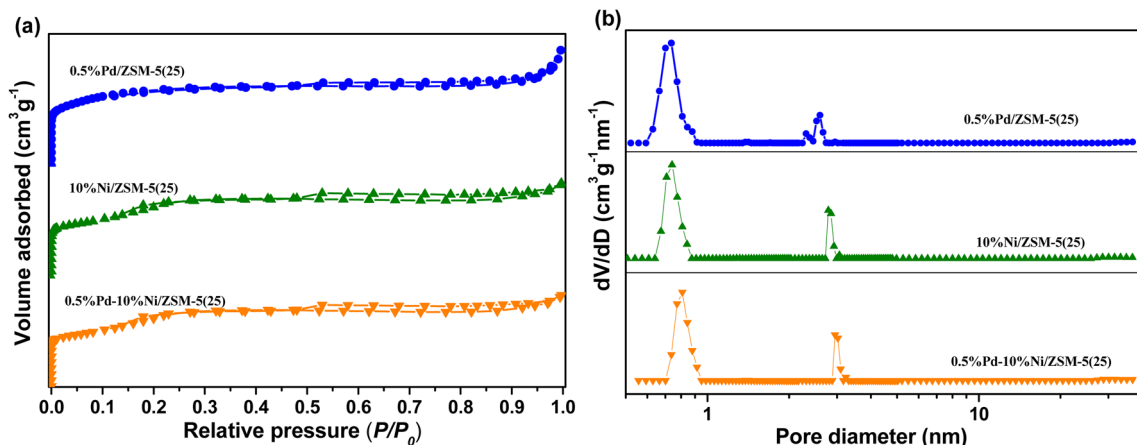 (a)
Volume adsorbed (cm³g⁻¹)
0.5%Pd/ZSM-5(25)
10%Ni/ZSM-5(25)
0.5%Pd-10%Ni/ZSM-5(25)
0.0 0.1 0.2 0.3 0.4 0.5 0.6 0.7 0.8 0.9 1.0
Relative pressure (P/P₀)
(b)
dV/dD (cm³g⁻¹nm⁻¹)
0.5%Pd/ZSM-5(25)
10%Ni/ZSM-5(25)
0.5%Pd-10%Ni/ZSM-5(25)
1 10
Pore diameter (nm)